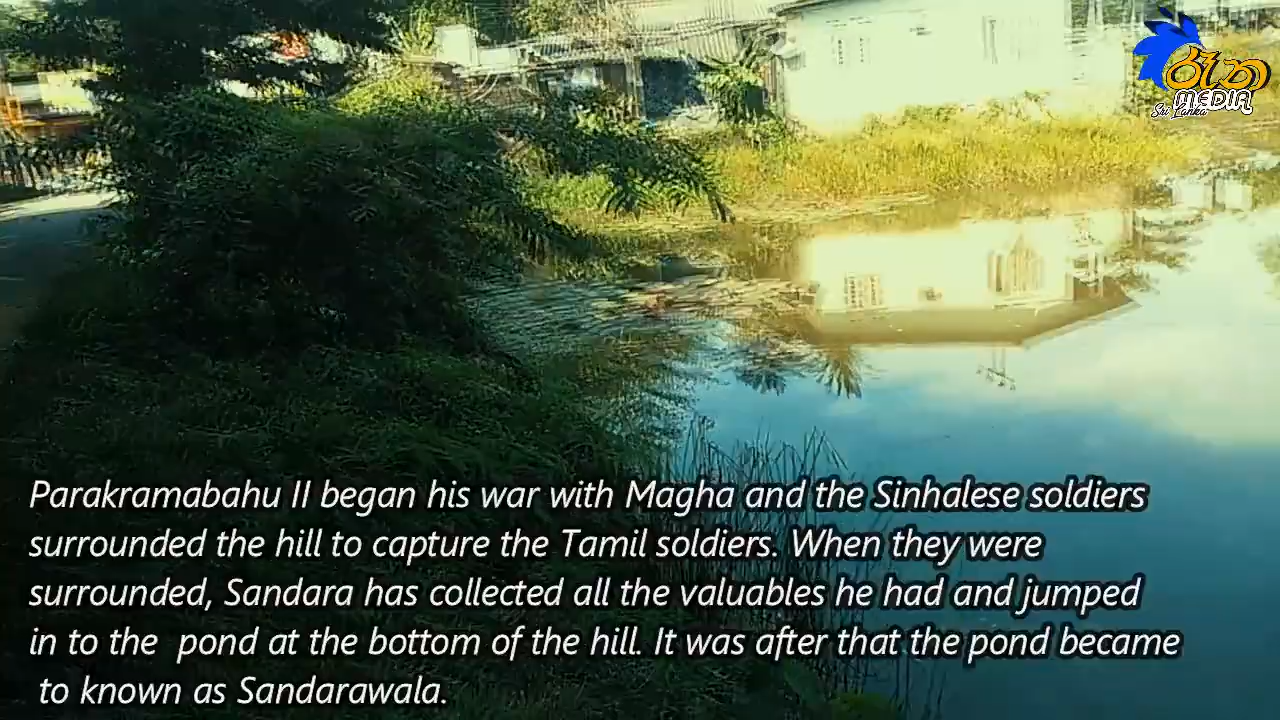 රැන
MEDIA
Sri Lanka
Parakramabahu II began his war with Magha and the Sinhalese soldiers
surrounded the hill to capture the Tamil soldiers. When they were
surrounded, Sandara has collected all the valuables he had and jumped
in to the pond at the bottom of the hill. It was after that the pond became
to known as Sandarawala.